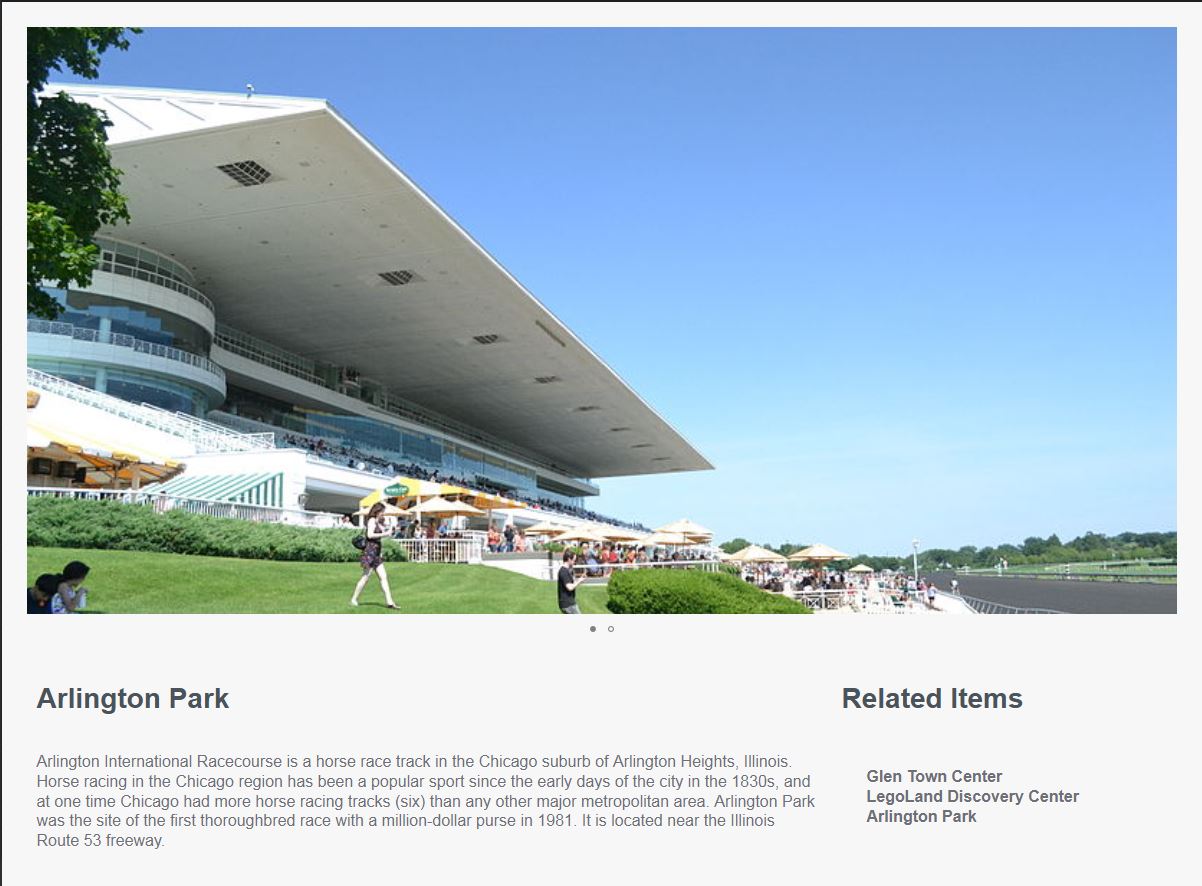 Arlington Park
Arlington International Racecourse is a horse race track in the Chicago suburb of Arlington Heights, Illinois.
Horse racing in the Chicago region has been a popular sport since the early days of the city in the 1830s, and
at one time Chicago had more horse racing tracks (six) than any other major metropolitan area. Arlington Park
was the site of the first thoroughbred race with a million-dollar purse in 1981. It is located near the Illinois
Route 53 freeway.
Related Items
Glen Town Center
LegoLand Discovery Center
Arlington Park